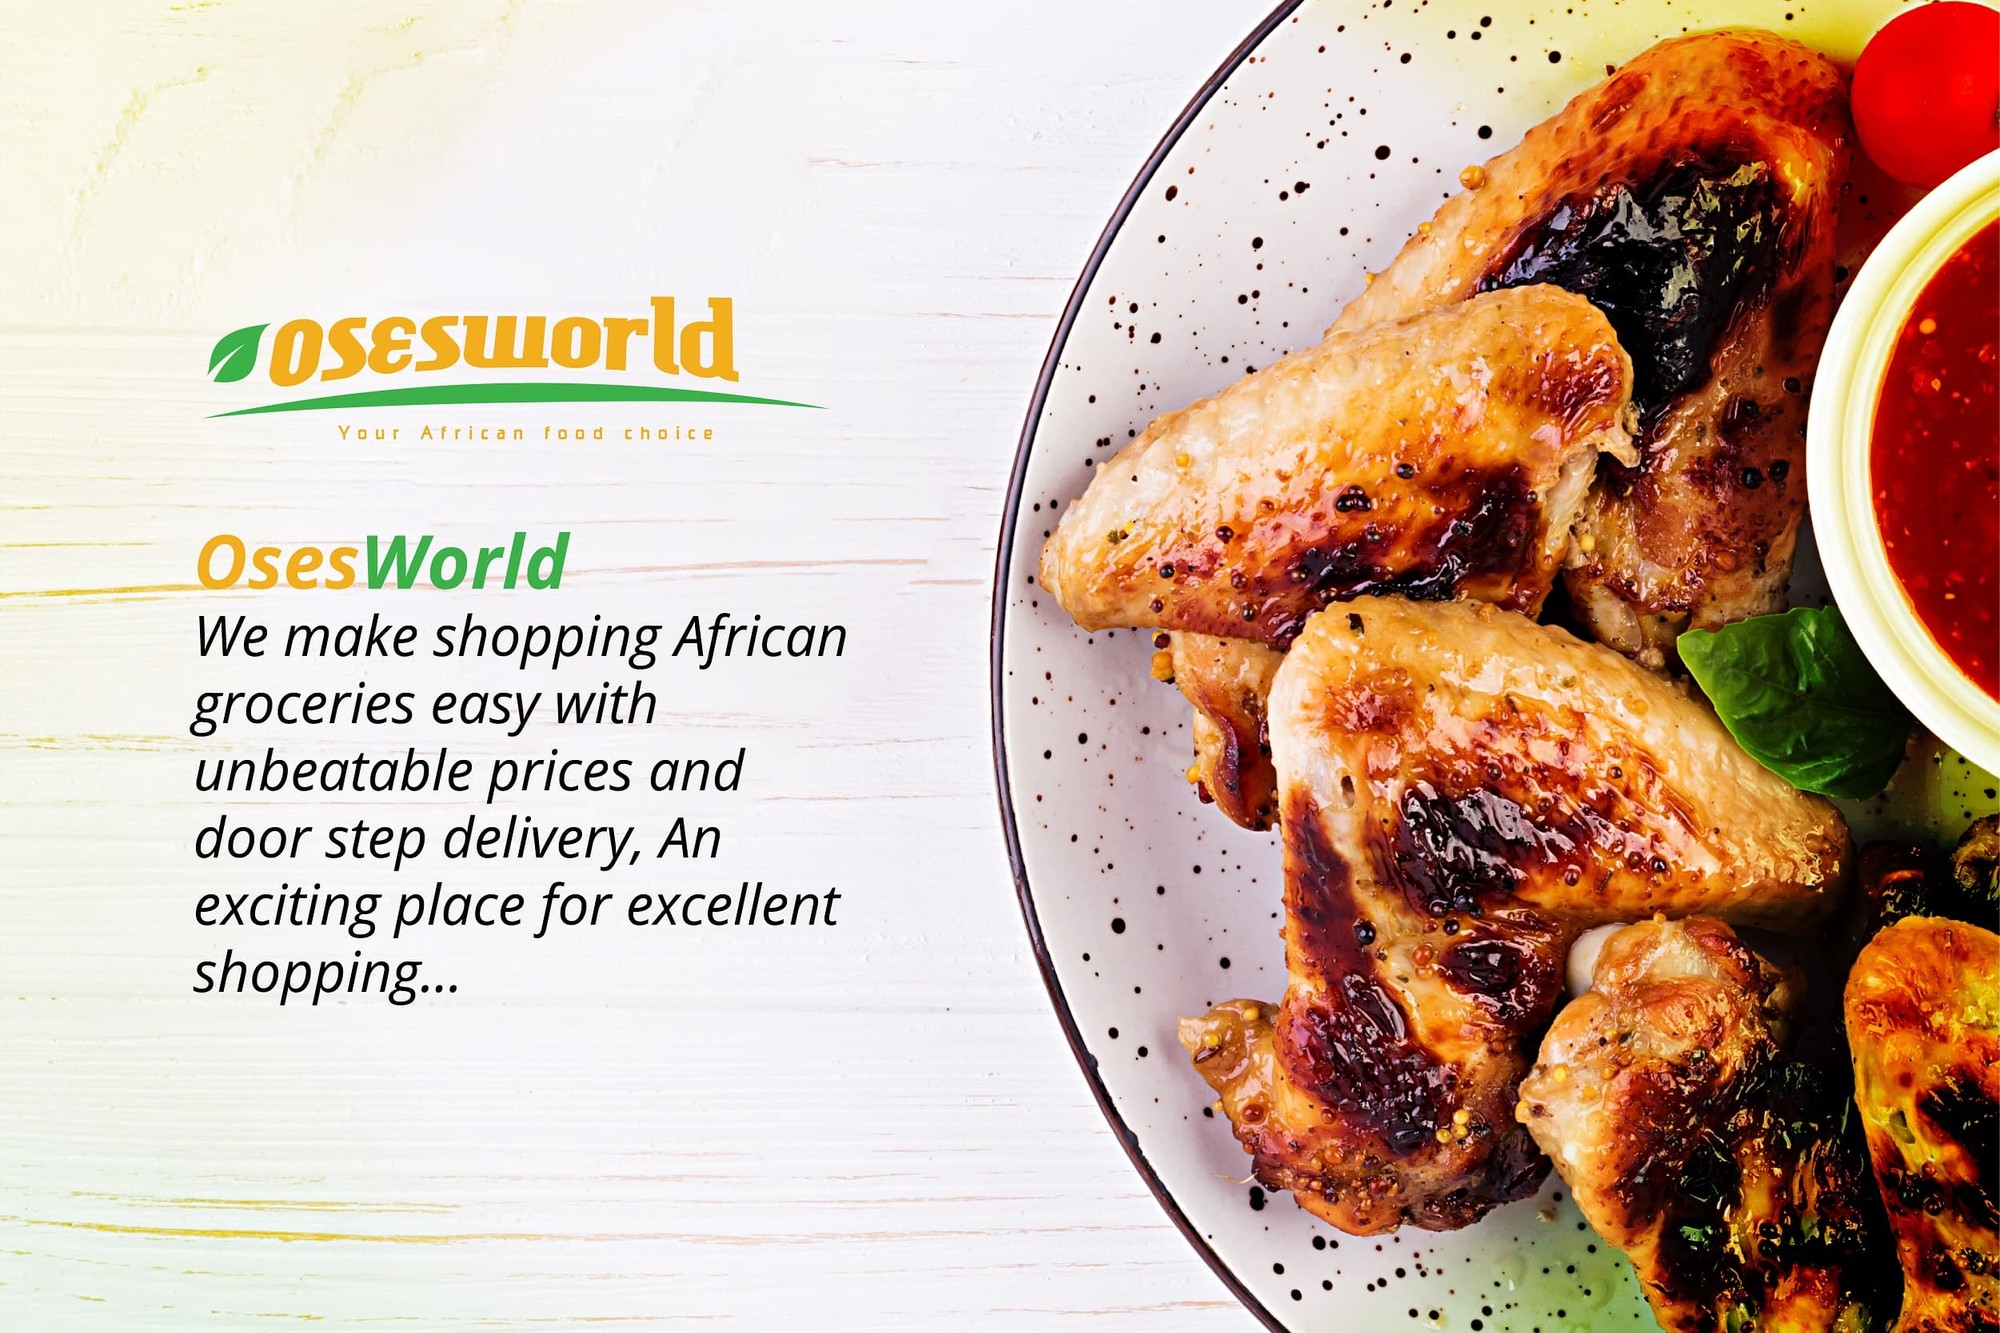 osesworld
Your African food choice
OsesWorld
We make shopping African
groceries easy with
unbeatable prices and
door step delivery, An
exciting place for excellent
shopping...